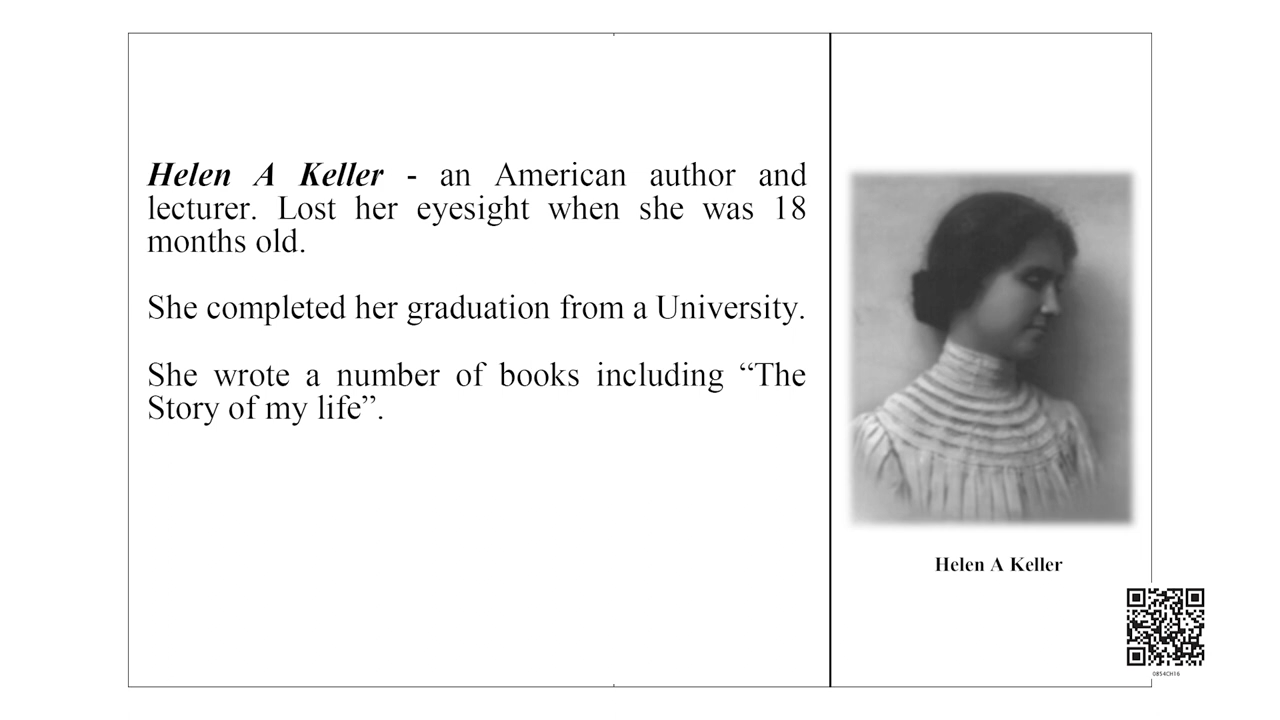 Helen A Keller - an American author and
lecturer. Lost her eyesight when she was 18
months old.
She completed her graduation from a University.
She wrote a number of books including “The
Story of my life”.
Helen A Keller
0854CH16